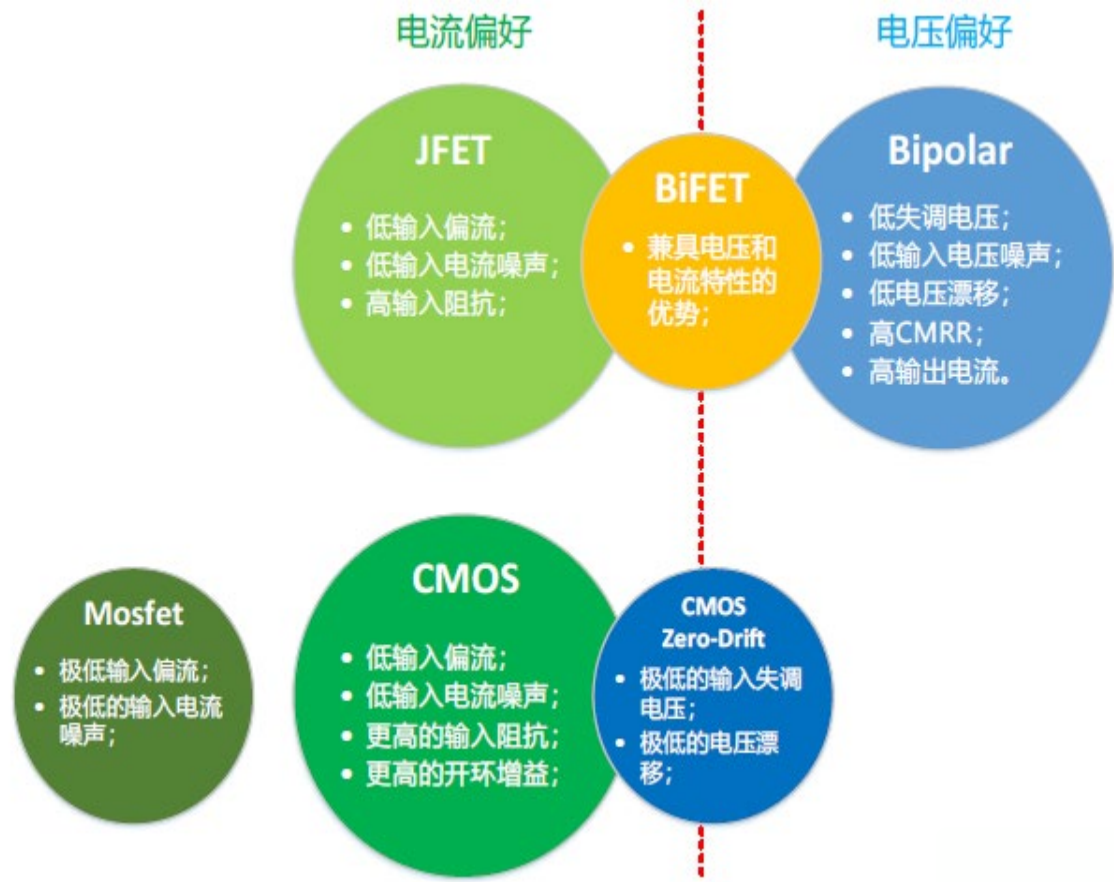 电流偏好
电压偏好
JFET
• 低输入偏流；
• 低输入电流噪声；
• 高输入阻抗；
BiFET
• 兼具电压和
电流特性的
优势；
Bipolar
• 低失调电压；
• 低输入电压噪声；
• 低电压漂移；
• 高CMRR；
• 高输出电流。
Mosfet
• 极低输入偏流；
• 极低的输入电流
噪声；
CMOS
• 低输入偏流；
• 低输入电流噪声；
• 更高的输入阻抗；
• 更高的开环增益；
CMOS
Zero-Drift
• 极低的输入失调
电压；
• 极低的电压漂
移；